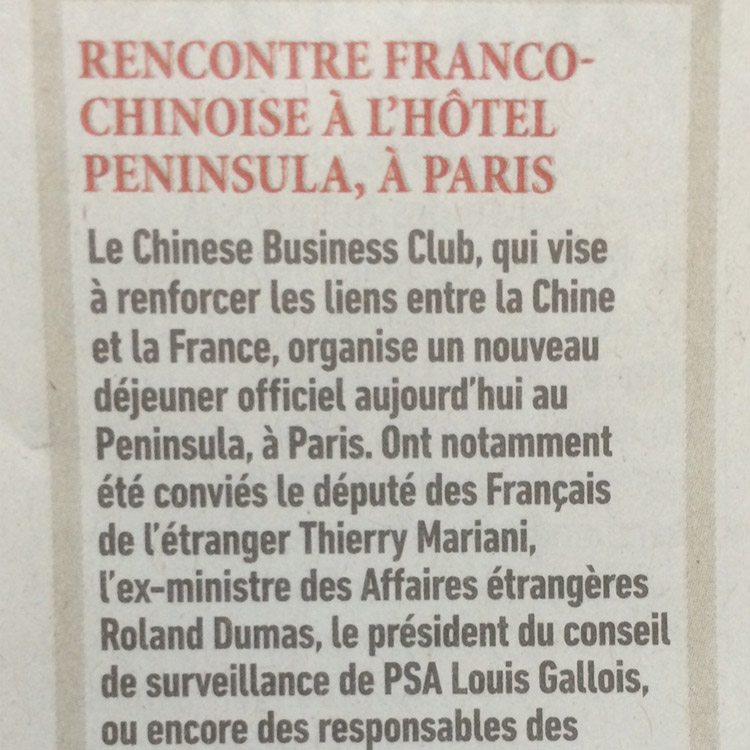 RENCONTRE FRANCO-
CHINOISE À L'HÔTEL
PENINSULA, À PARIS
Le Chinese Business Club, qui vise
à renforcer les liens entre la Chine
et la France, organise un nouveau
déjeuner officiel aujourd'hui au
Peninsula, à Paris. Ont notamment
été conviés le député des Français
de l'étranger Thierry Mariani,
l'ex-ministre des Affaires étrangères
Roland Dumas, le président du conseil
de surveillance de PSA Louis Gallois,
ou encore des responsables des